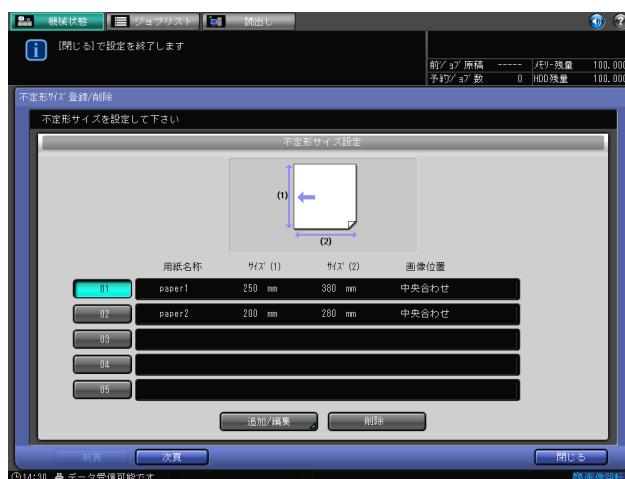 機械状態 ジョブリスト 読出し
[閉じる]で設定を終了します
前ジョブ原稿 ----- メモリー残量 100.000
予約ジョブ数 0 HDD残量 100.000
不定形サイズ登録/削除
不定形サイズを設定して下さい
不定形サイズ設定
(1)
(2)
用紙名称 サイズ(1) サイズ(2) 画像位置
01 paper1 250 mm 380 mm 中央合わせ
02 paper2 200 mm 280 mm 中央合わせ
03
04
05
追加/編集 削除
前頁 次頁 閉じる
14:30 データ受信可能です 画像回転